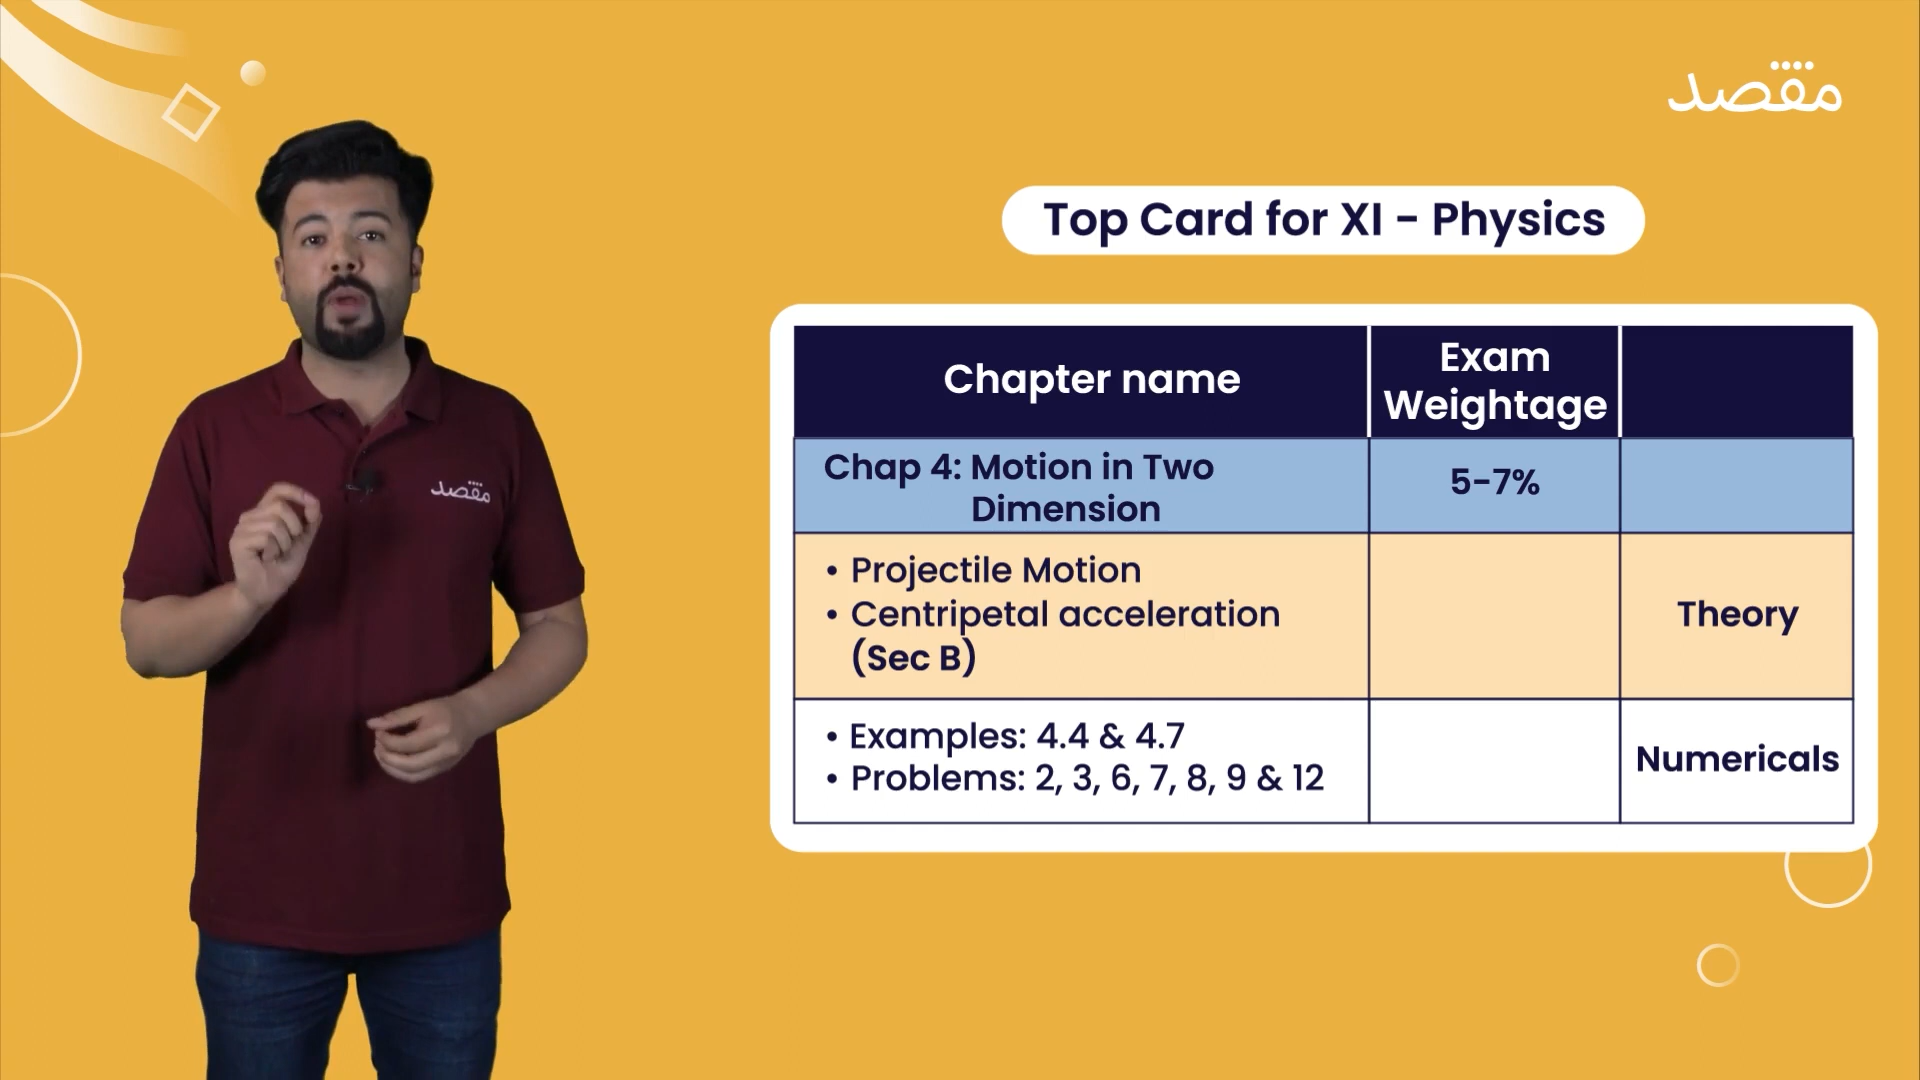 مقصد
Top Card for XI - Physics
Chapter name
Exam
Weightage
Chap 4: Motion in Two
Dimension
5-7%
• Projectile Motion
• Centripetal acceleration
(Sec B)
Theory
• Examples: 4.4 & 4.7
• Problems: 2, 3, 6, 7, 8, 9 & 12
Numericals
مقصد